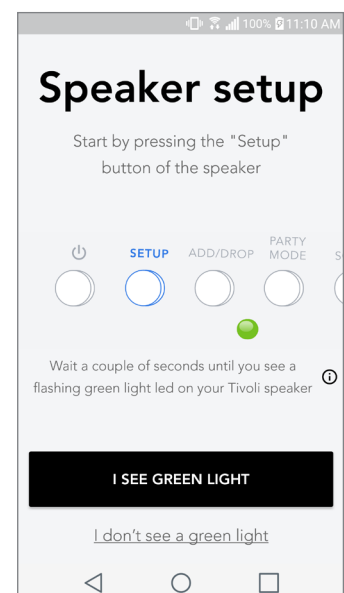 100% 11:10 AM
Speaker setup
Start by pressing the "Setup"
button of the speaker
SETUP ADD/DROP PARTY MODE
Wait a couple of seconds until you see a
flashing green light led on your Tivoli speaker
I SEE GREEN LIGHT
I don't see a green light